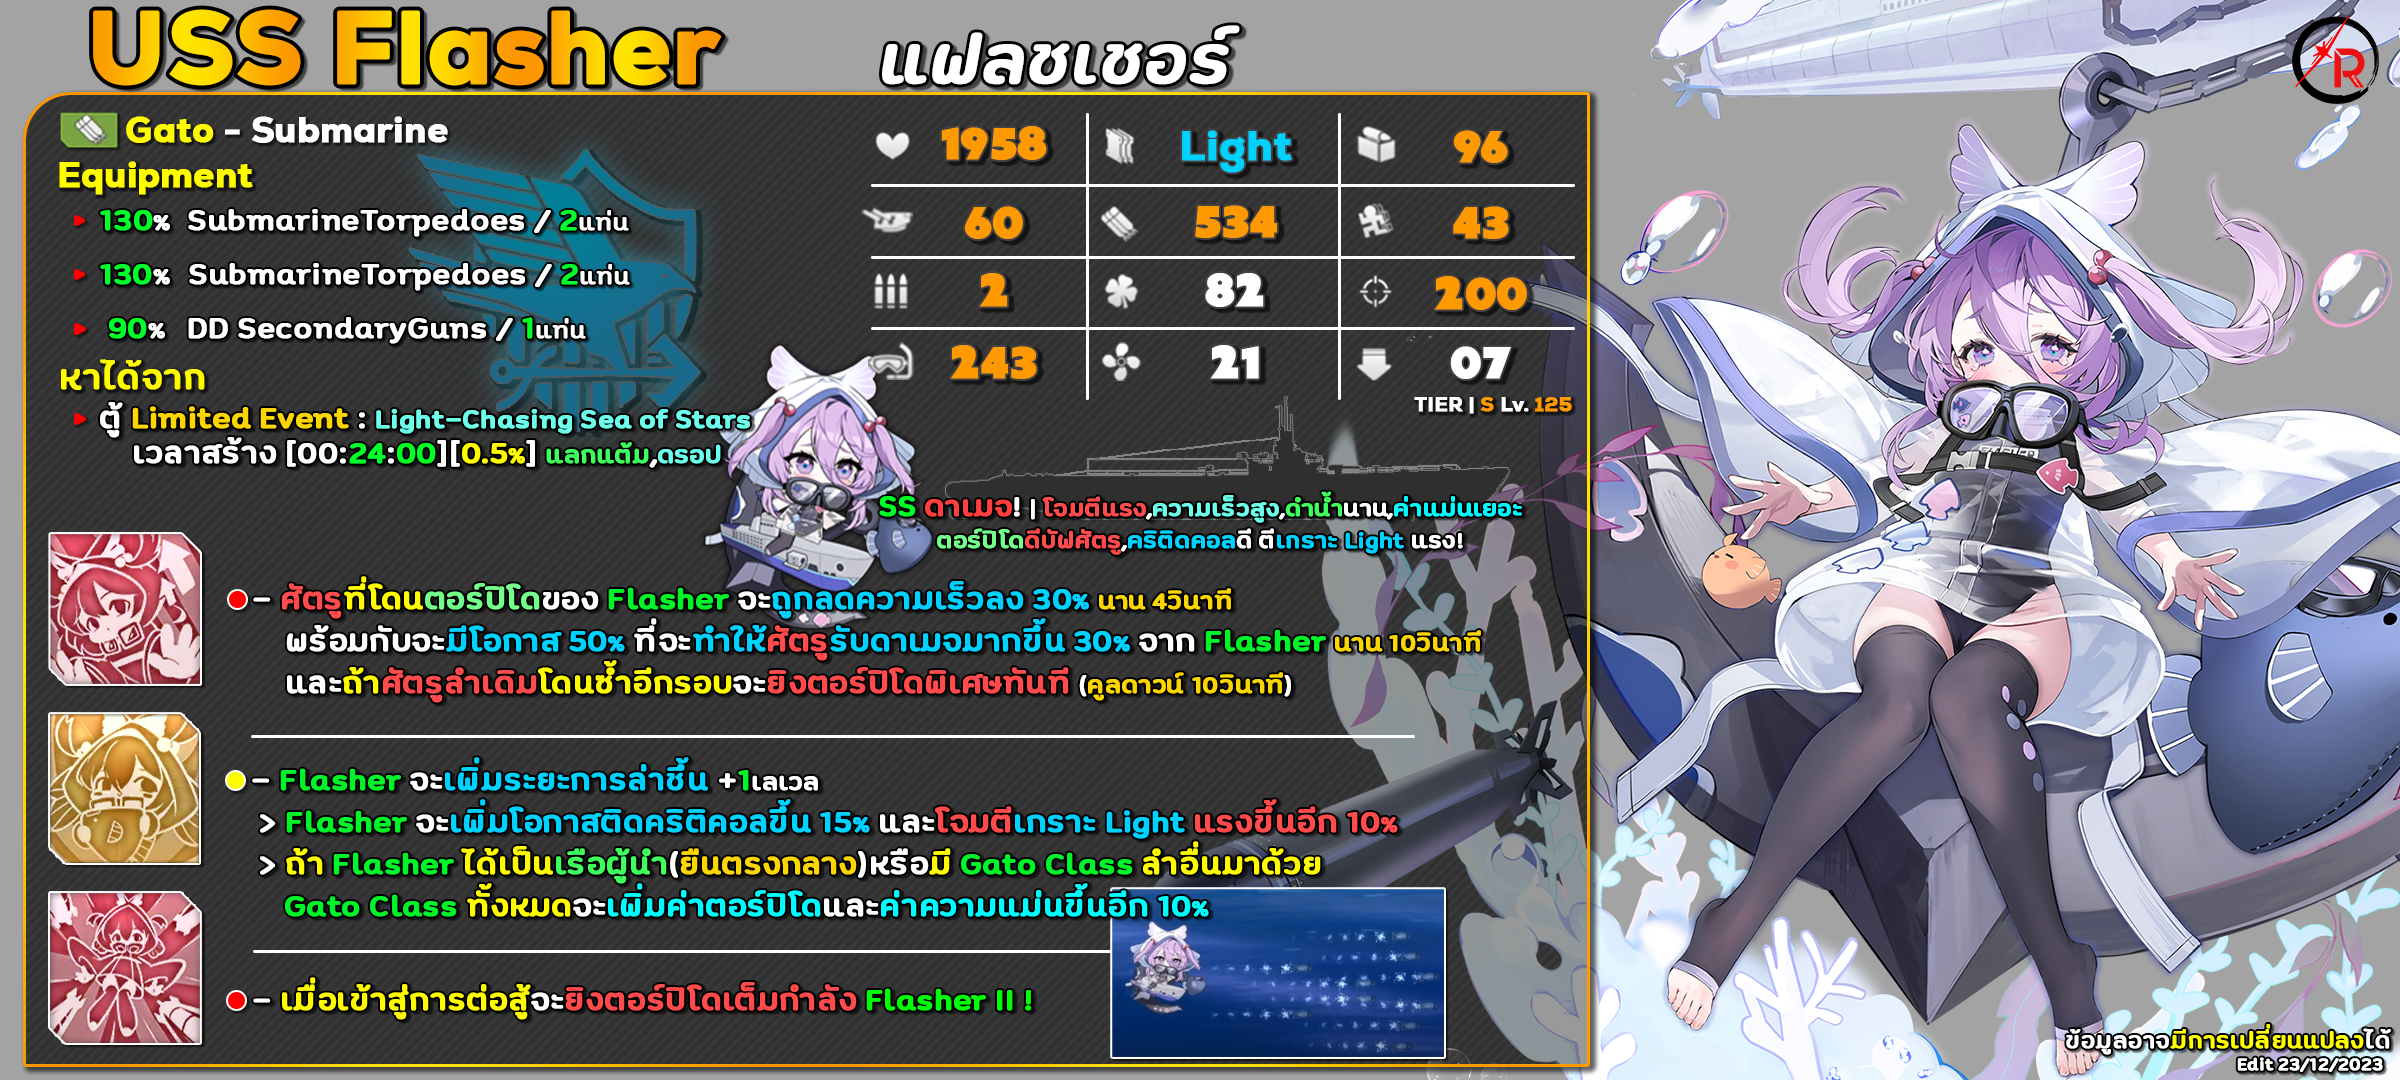 USS Flasher
แฟลชเชอร์
Gato - Submarine
Equipment
130% SubmarineTorpedoes / 2แท่น
130% SubmarineTorpedoes / 2แท่น
90% DD SecondaryGuns / 1แท่น
หาได้จาก
ตู้ Limited Event : Light-Chasing Sea of Stars
เวลาสร้าง [00:24:00][0.5%] แลกแต้ม,ดรอป
1958 Light 96
60 534 43
2 82 200
243 21 07
TIER | S Lv. 125
SS ดาเมจ! | โจมตีแรง,ความเร็วสูง,ดำน้ำนาน,ค่าแม่นเยอะ
ตอร์ปิโดดีบัฟศัตรู,คริติดคอลดี ตีเกราะ Light แรง!
- ศัตรูที่โดนตอร์ปิโดของ Flasher จะถูกลดความเร็วลง 30% นาน 4วินาที
พร้อมกับจะมีโอกาส 50% ที่จะทำให้ศัตรูรับดาเมจมากขึ้น 30% จาก Flasher นาน 10วินาที
และถ้าศัตรูลำเดิมโดนซ้ำอีกรอบจะยิงตอร์ปิโดพิเศษทันที (คูลดาวน์ 10วินาที)
- Flasher จะเพิ่มระยะการล่าขึ้น +1เลเวล
> Flasher จะเพิ่มโอกาสติดคริติคอลขึ้น 15% และโจมตีเกราะ Light แรงขึ้นอีก 10%
> ถ้า Flasher ได้เป็นเรือผู้นำ(ยืนตรงกลาง)หรือมี Gato Class ลำอื่นมาด้วย
Gato Class ทั้งหมดจะเพิ่มค่าตอร์ปิโดและค่าความแม่นขึ้นอีก 10%
- เมื่อเข้าสู่การต่อสู้จะยิงตอร์ปิโดเต็มกำลัง Flasher II !
R
ข้อมูลอาจมีการเปลี่ยนแปลงได้
Edit 23/12/2023